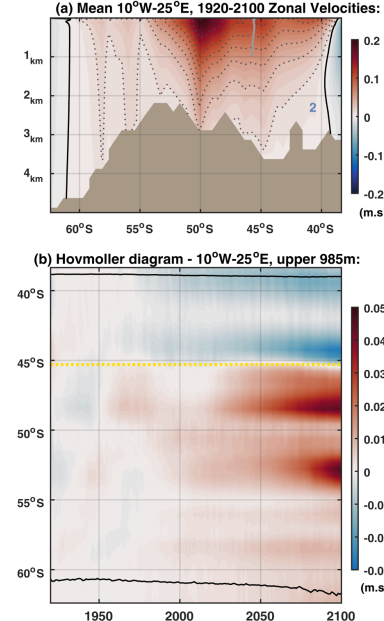 (a) Mean 10°W-25°E, 1920-2100 Zonal Velocities:
0.2
1km
0.1
2km
2
0
3km
-0.1
4km
-0.2
60°S 55°S 50°S 45°S 40°S
(m.s
(b) Hovmoller diagram - 10°W-25°E, upper 985m:
40°S
0.05
0.04
45°S
0.03
0.02
50°S
0.01
0
55°S
-0.0
-0.0
60°S
-0.0
(m.s
1950 2000 2050 2100